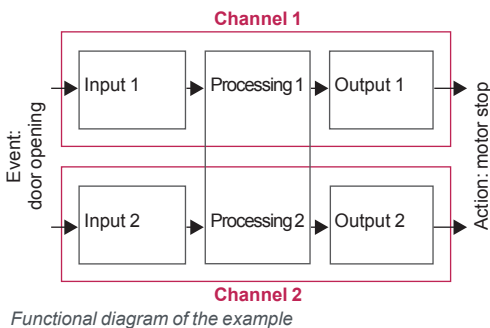 Channel 1
Input 1
Processing 1
Output 1
Event:
door opening
Action: motor stop
Input 2
Processing 2
Output 2
Channel 2
Functional diagram of the example